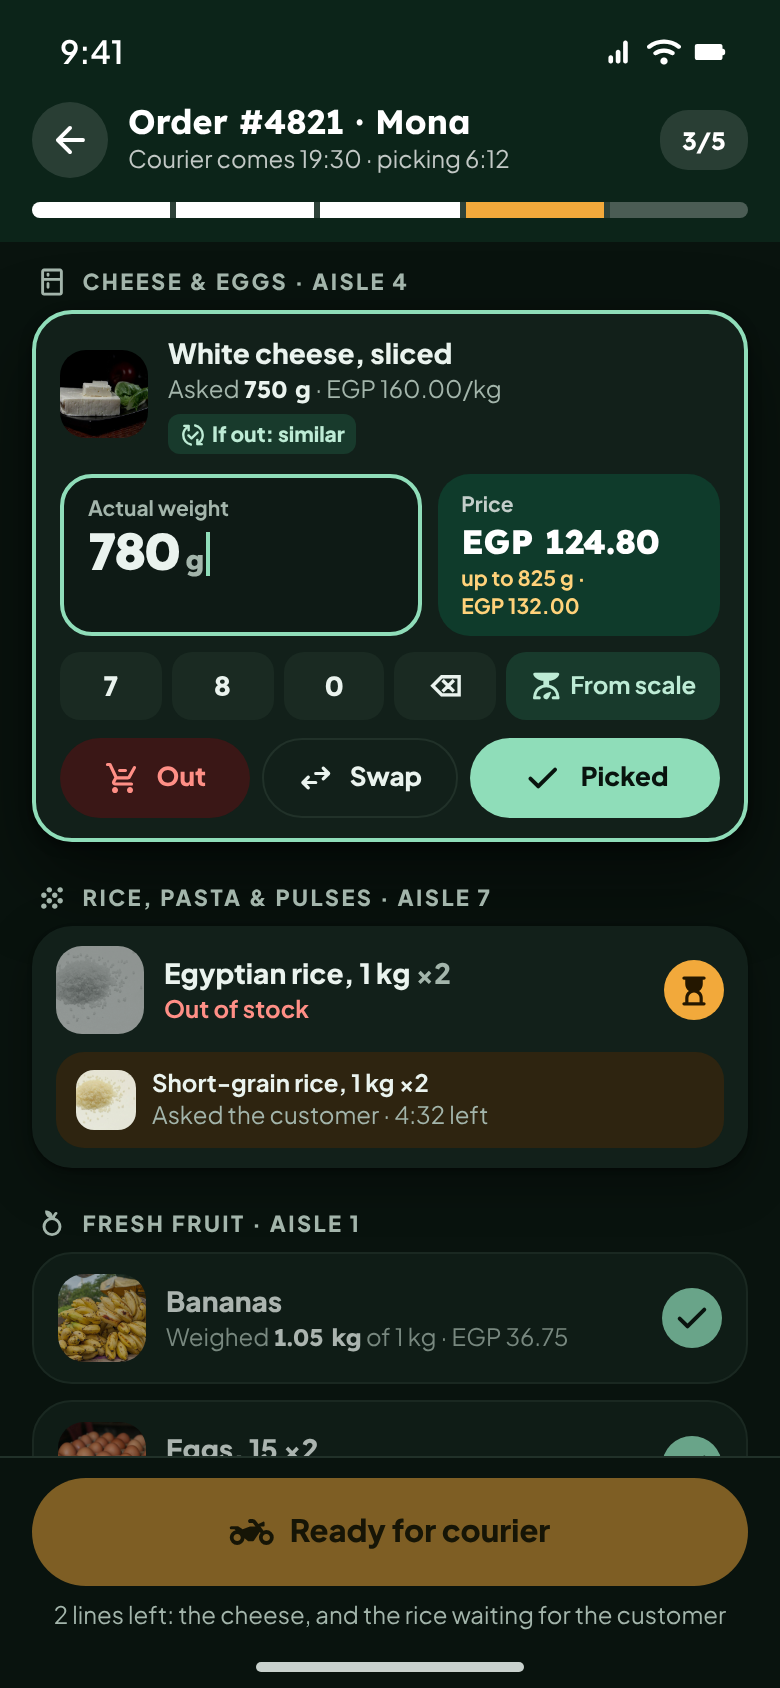 9:41
Order #4821 · Mona
Courier comes 19:30 · picking 6:12
3/5
CHEESE & EGGS · AISLE 4
White cheese, sliced
Asked 750 g · EGP 160.00/kg
If out: similar
Actual weight
780 g
Price
EGP 124.80
up to 825 g ·
EGP 132.00
7
8
0
From scale
Out
Swap
Picked
RICE, PASTA & PULSES · AISLE 7
Egyptian rice, 1 kg ×2
Out of stock
Short-grain rice, 1 kg ×2
Asked the customer · 4:32 left
FRESH FRUIT · AISLE 1
Bananas
Weighed 1.05 kg of 1 kg · EGP 36.75
Eggs, 15 ×2
Ready for courier
2 lines left: the cheese, and the rice waiting for the customer